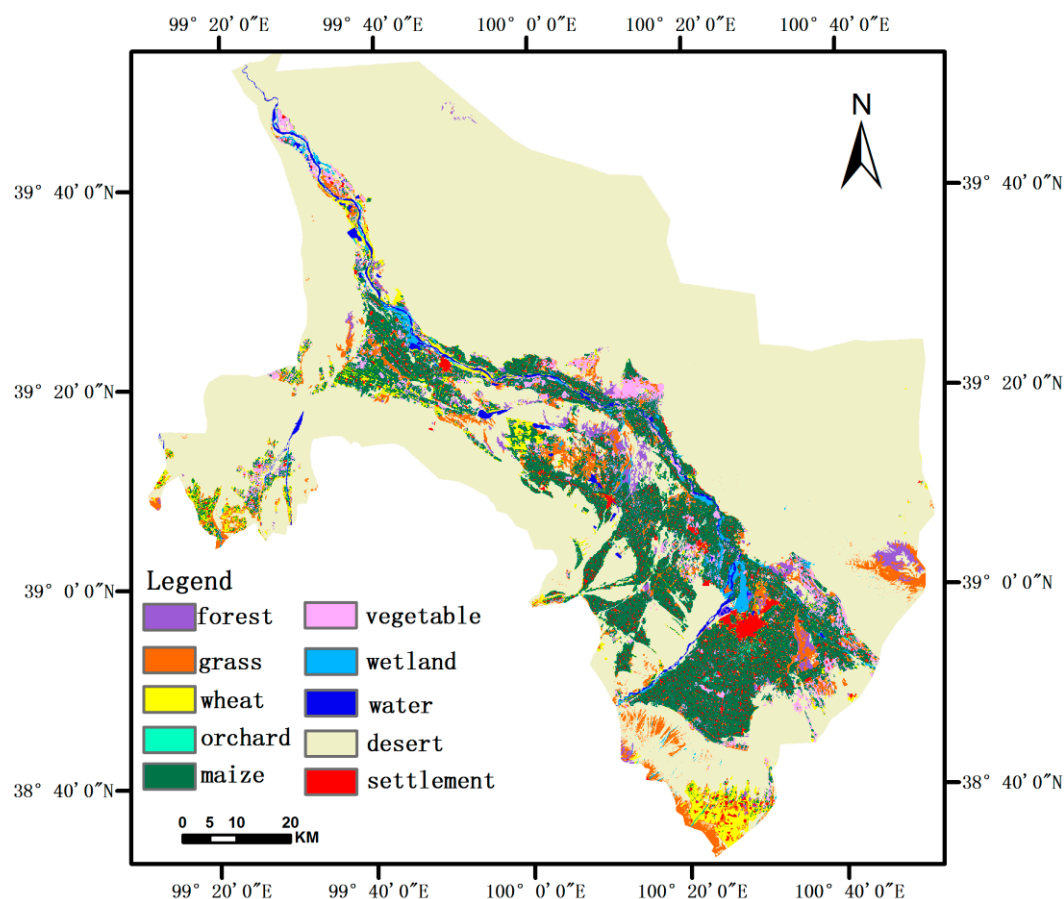 99° 20′0″E 99° 40′0″E 100° 0′0″E 100° 20′0″E 100° 40′0″E
N
39° 40′0″N 39° 40′0″N
39° 20′0″N 39° 20′0″N
39° 0′0″N 39° 0′0″N
Legend
forest vegetable
grass wetland
wheat water
orchard desert
maize settlement
38° 40′0″N 38° 40′0″N
0 5 10 20
KM
99° 20′0″E 99° 40′0″E 100° 0′0″E 100° 20′0″E 100° 40′0″E